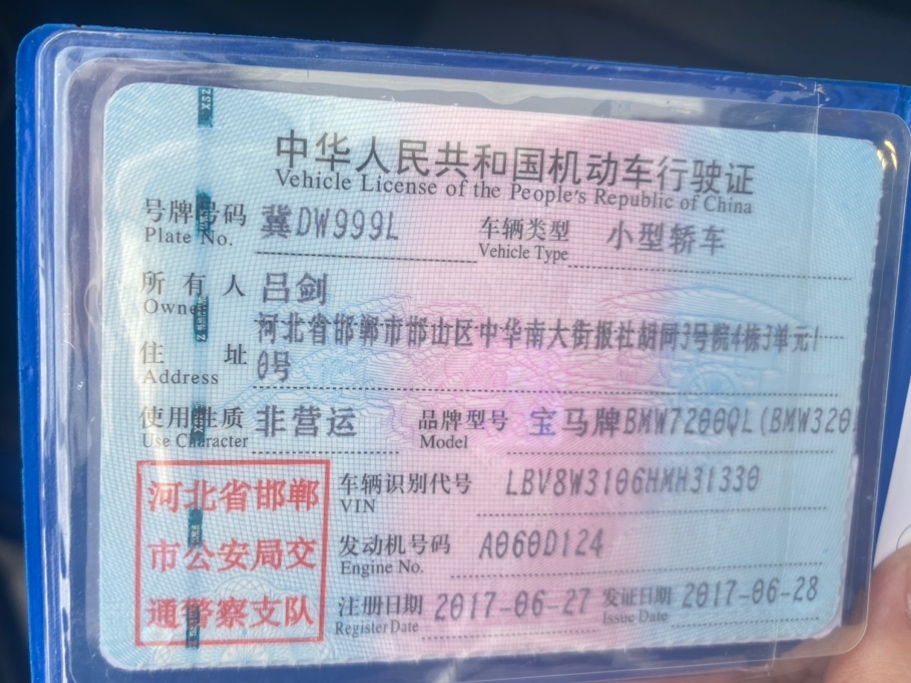 中华人民共和国机动车行驶证
Vehicle License of the People's Republic of China
号牌号码 冀DW999L 车辆类型 小型轿车
Plate No. Vehicle Type
所有人 吕剑
Owner
河北省邯郸市邯山区中华南大街报社胡同3号院4栋3单元1
住址 0号
Address
使用性质 非营运 品牌型号 宝马牌BMW7200QL(BMW320
Use Character Model
河北省邯郸 车辆识别代号 LBV8W3106HMH31330
VIN
市公安局交 发动机号码 A060D124
Engine No.
通警察支队 注册日期 2017-06-27 发证日期 2017-06-28
Register Date Issue Date